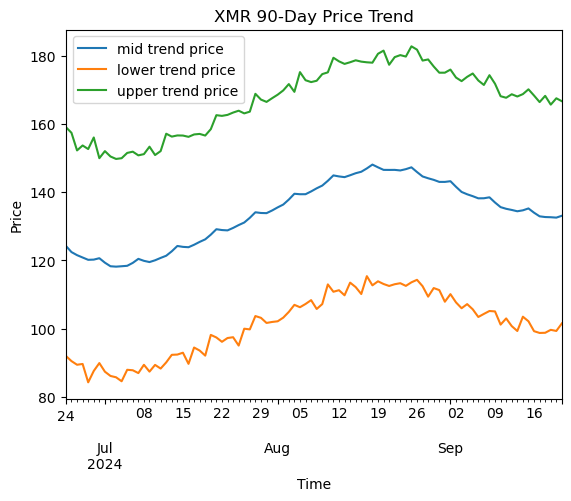 XMR 90-Day Price Trend
mid trend price
lower trend price
upper trend price
Price
180
160
140
120
100
80
24 08 15 22 29 05 12 19 26 02 09 16
Jul Aug Sep
2024
Time